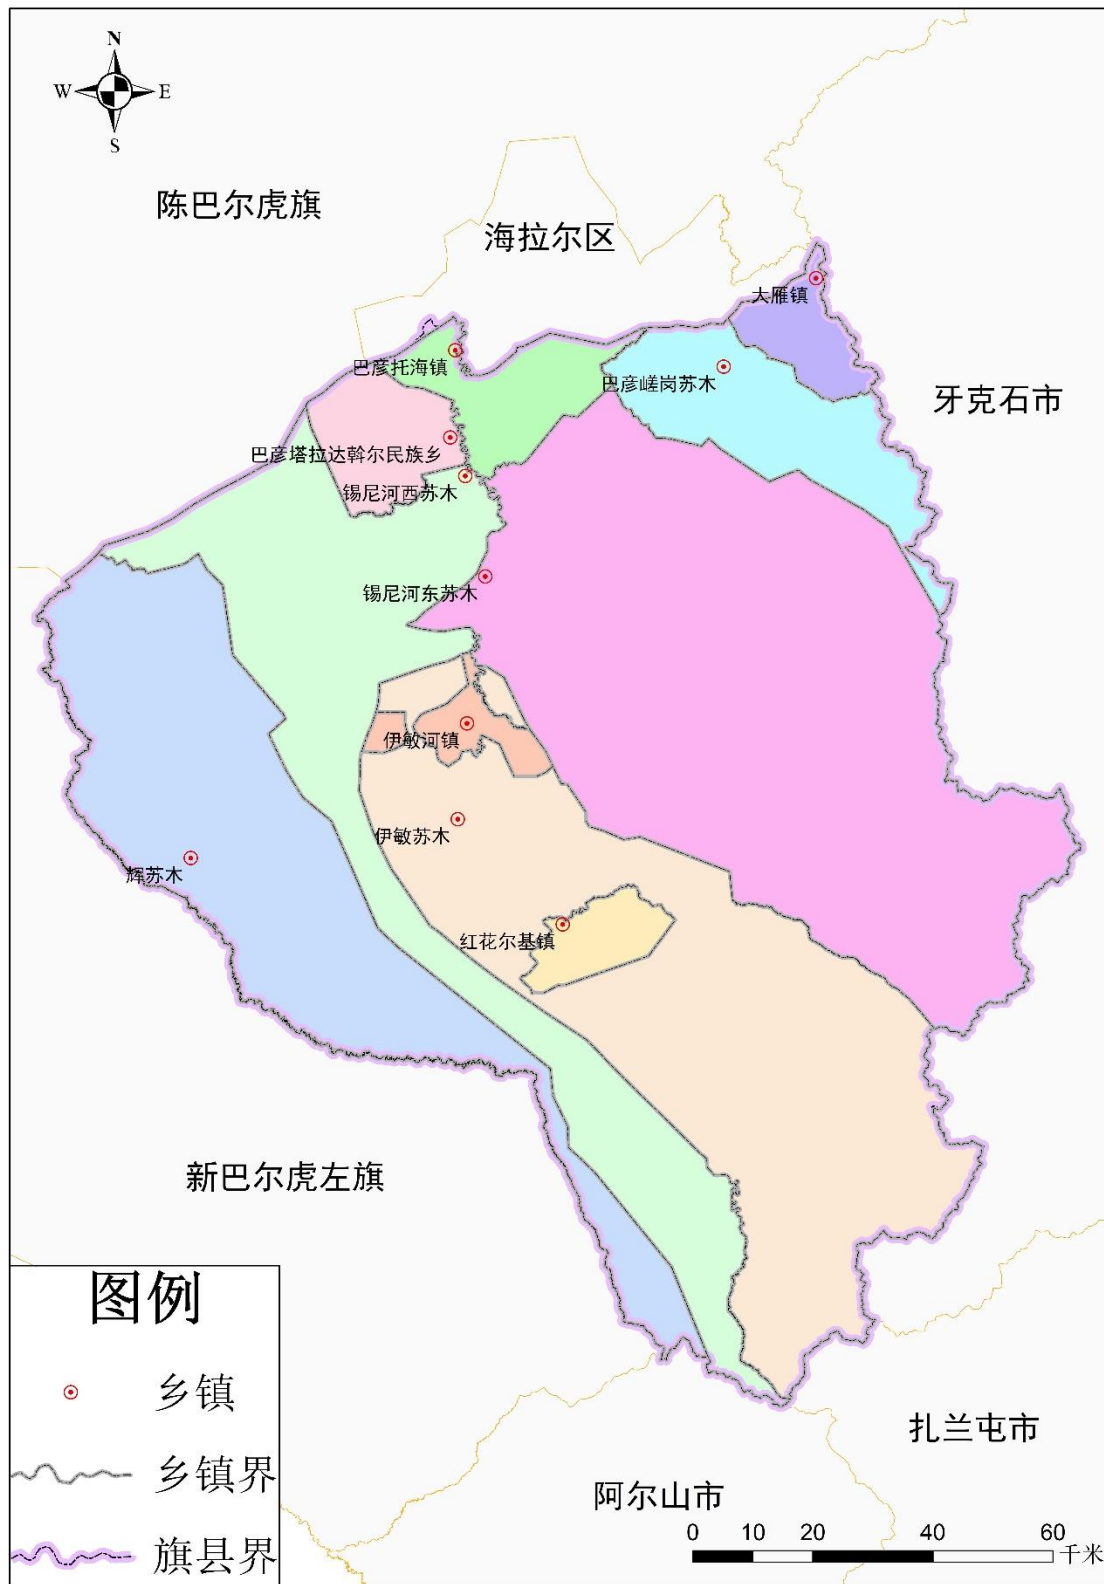 N
W
E
S
陈巴尔虎旗
海拉尔区
大雁镇
巴彦托海镇
巴彦嵯岗苏木
牙克石市
巴彦塔拉达斡尔民族乡
锡尼河西苏木
锡尼河东苏木
伊敏河镇
伊敏苏木
辉苏木
红花尔基镇
新巴尔虎左旗
图例
乡镇
乡镇界
旗县界
扎兰屯市
阿尔山市
0 10 20 40 60
千米